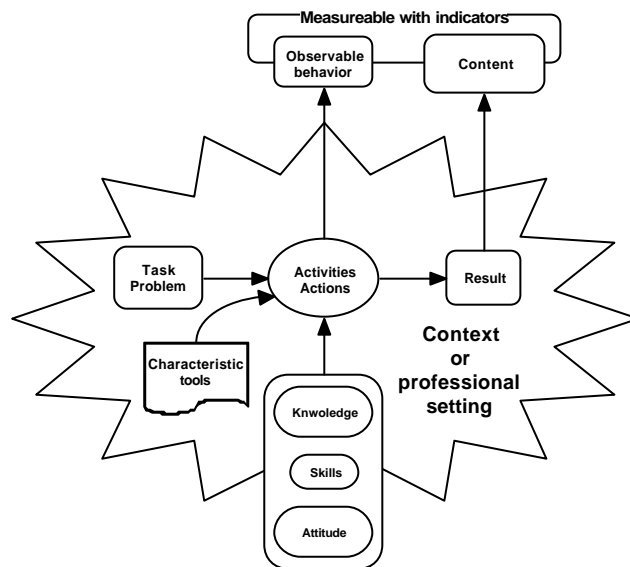 Measureable with indicators
Observable
behavior
Content
Task
Problem
Activities
Actions
Result
Characteristic
tools
Context
or
professional
setting
Knwoledge
Skills
Attitude